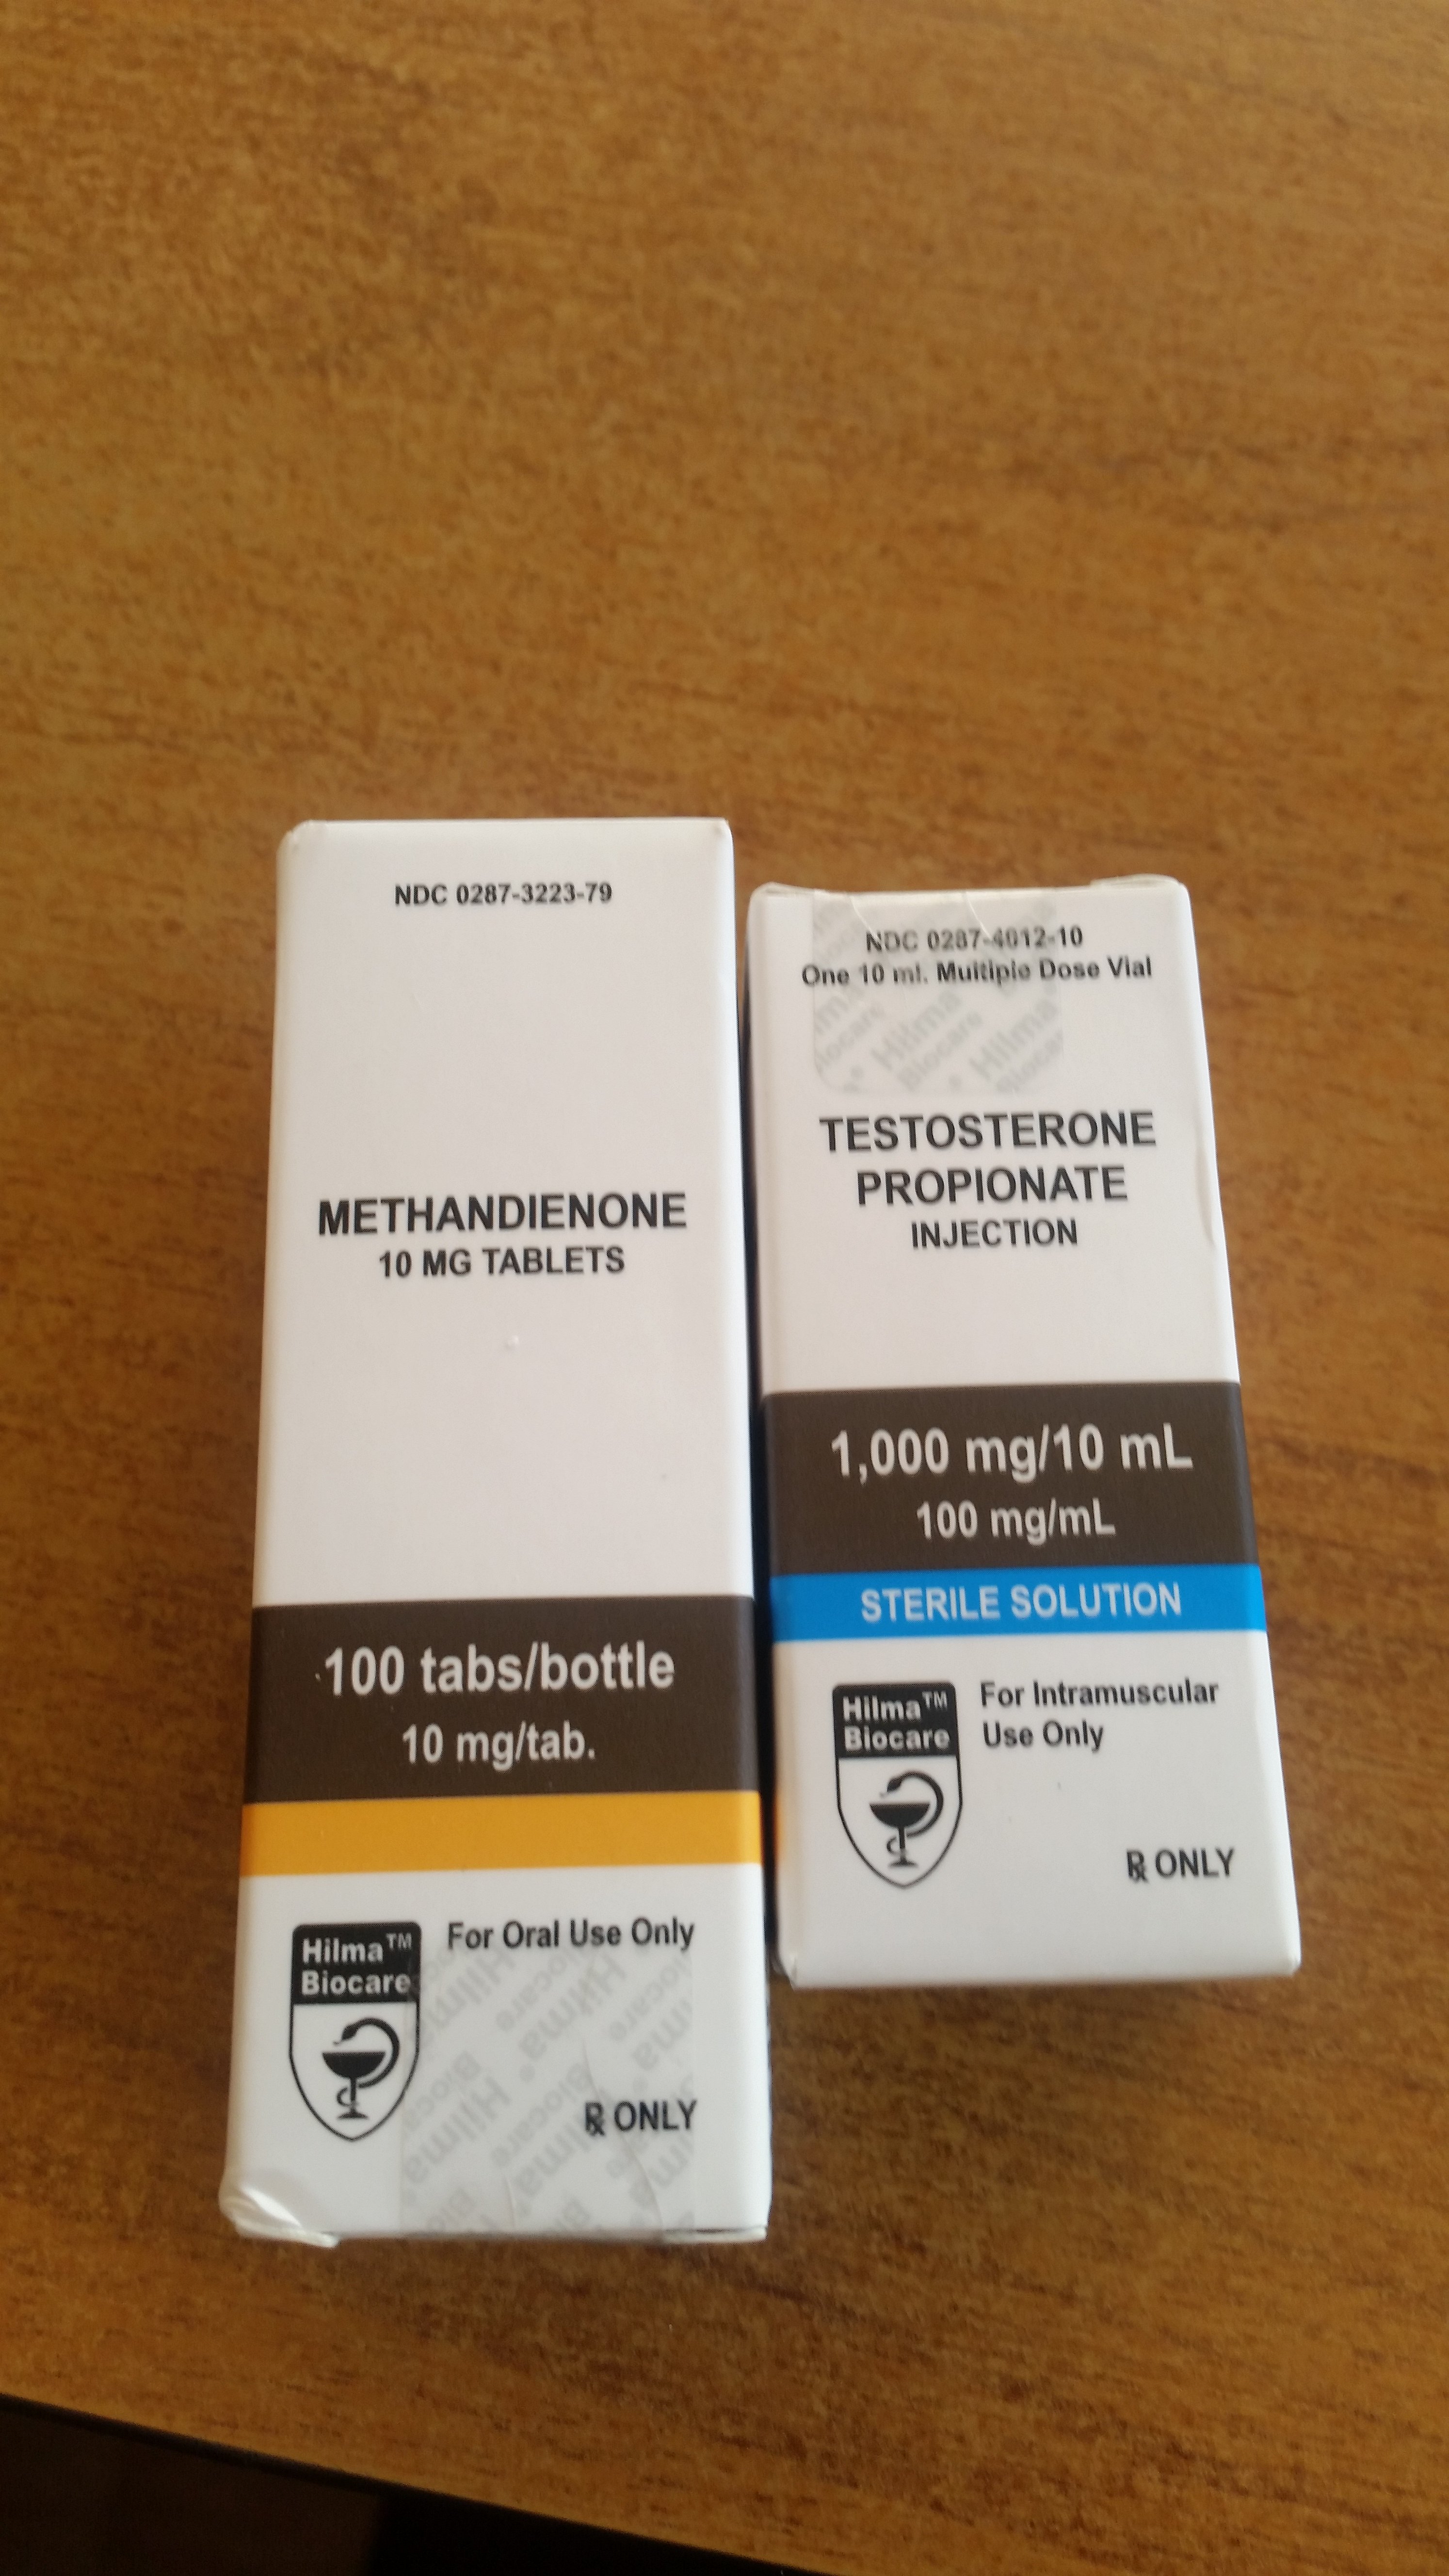 NDC 0287-3223-79
METHANDIENONE
10 MG TABLETS
100 tabs/bottle
10 mg/tab.
Hilma™
Biocare
For Oral Use Only
℞ ONLY
NDC 0287-4012-10
One 10 mL Multiple Dose Vial
TESTOSTERONE
PROPIONATE
INJECTION
1,000 mg/10 mL
100 mg/mL
STERILE SOLUTION
Hilma™
Biocare
For Intramuscular
Use Only
℞ ONLY